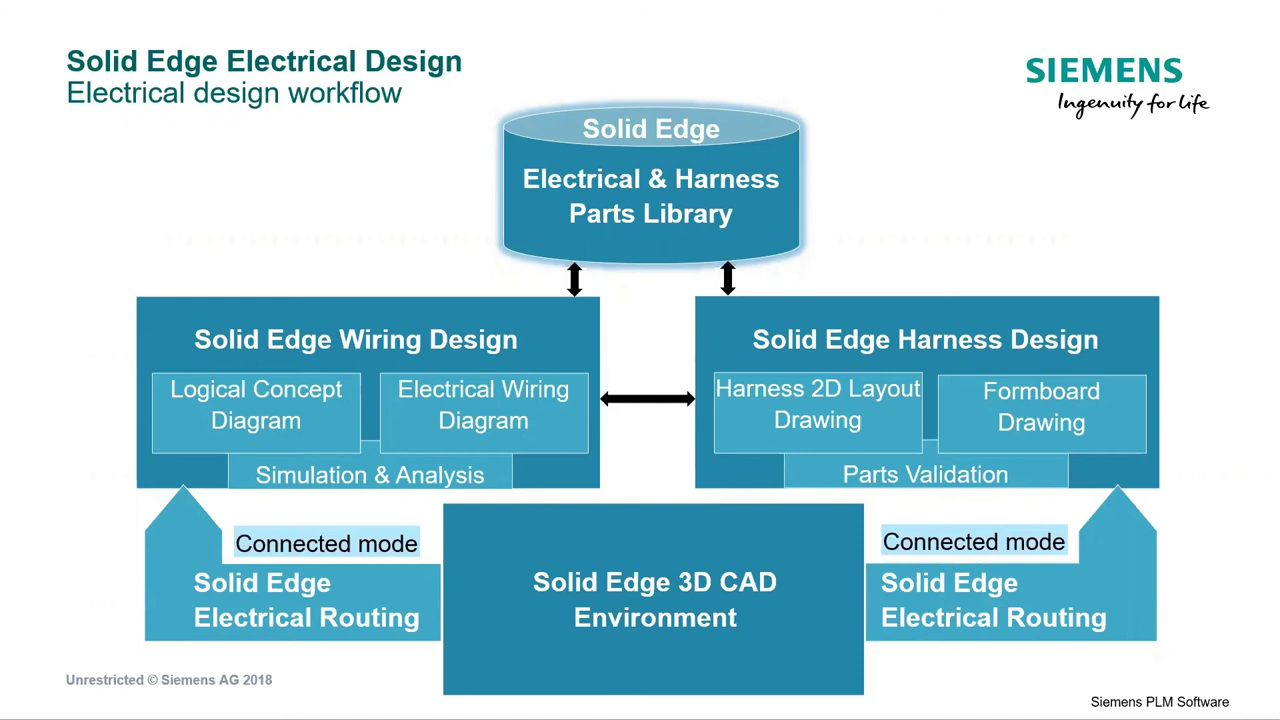 Solid Edge Electrical Design
Electrical design workflow
SIEMENS
Ingenuity for life
Solid Edge
Electrical & Harness
Parts Library
Solid Edge Wiring Design
Logical Concept
Diagram
Electrical Wiring
Diagram
Simulation & Analysis
Solid Edge Harness Design
Harness 2D Layout
Drawing
Formboard
Drawing
Parts Validation
Connected mode
Solid Edge
Electrical Routing
Solid Edge 3D CAD
Environment
Connected mode
Solid Edge
Electrical Routing
Unrestricted © Siemens AG 2018
Siemens PLM Software